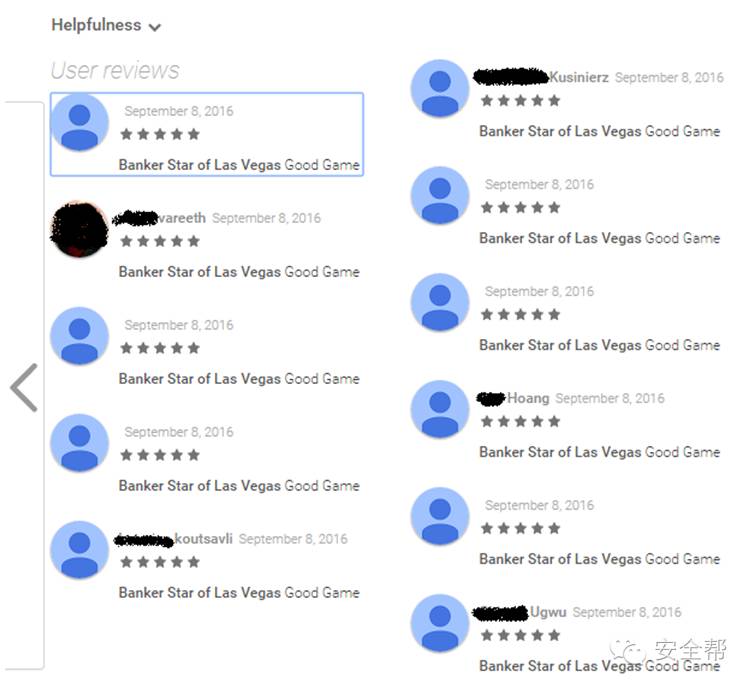 Helpfulness
User reviews
September 8, 2016
Banker Star of Las Vegas Good Game
vareeth September 8, 2016
Banker Star of Las Vegas Good Game
September 8, 2016
Banker Star of Las Vegas Good Game
September 8, 2016
Banker Star of Las Vegas Good Game
koutsavli September 8, 2016
Banker Star of Las Vegas Good Game
Kusinierz September 8, 2016
Banker Star of Las Vegas Good Game
September 8, 2016
Banker Star of Las Vegas Good Game
September 8, 2016
Banker Star of Las Vegas Good Game
Hoang September 8, 2016
Banker Star of Las Vegas Good Game
September 8, 2016
Banker Star of Las Vegas Good Game
Ugwu September 8, 2016
Banker Star of Las Vegas Good Game
安全帮